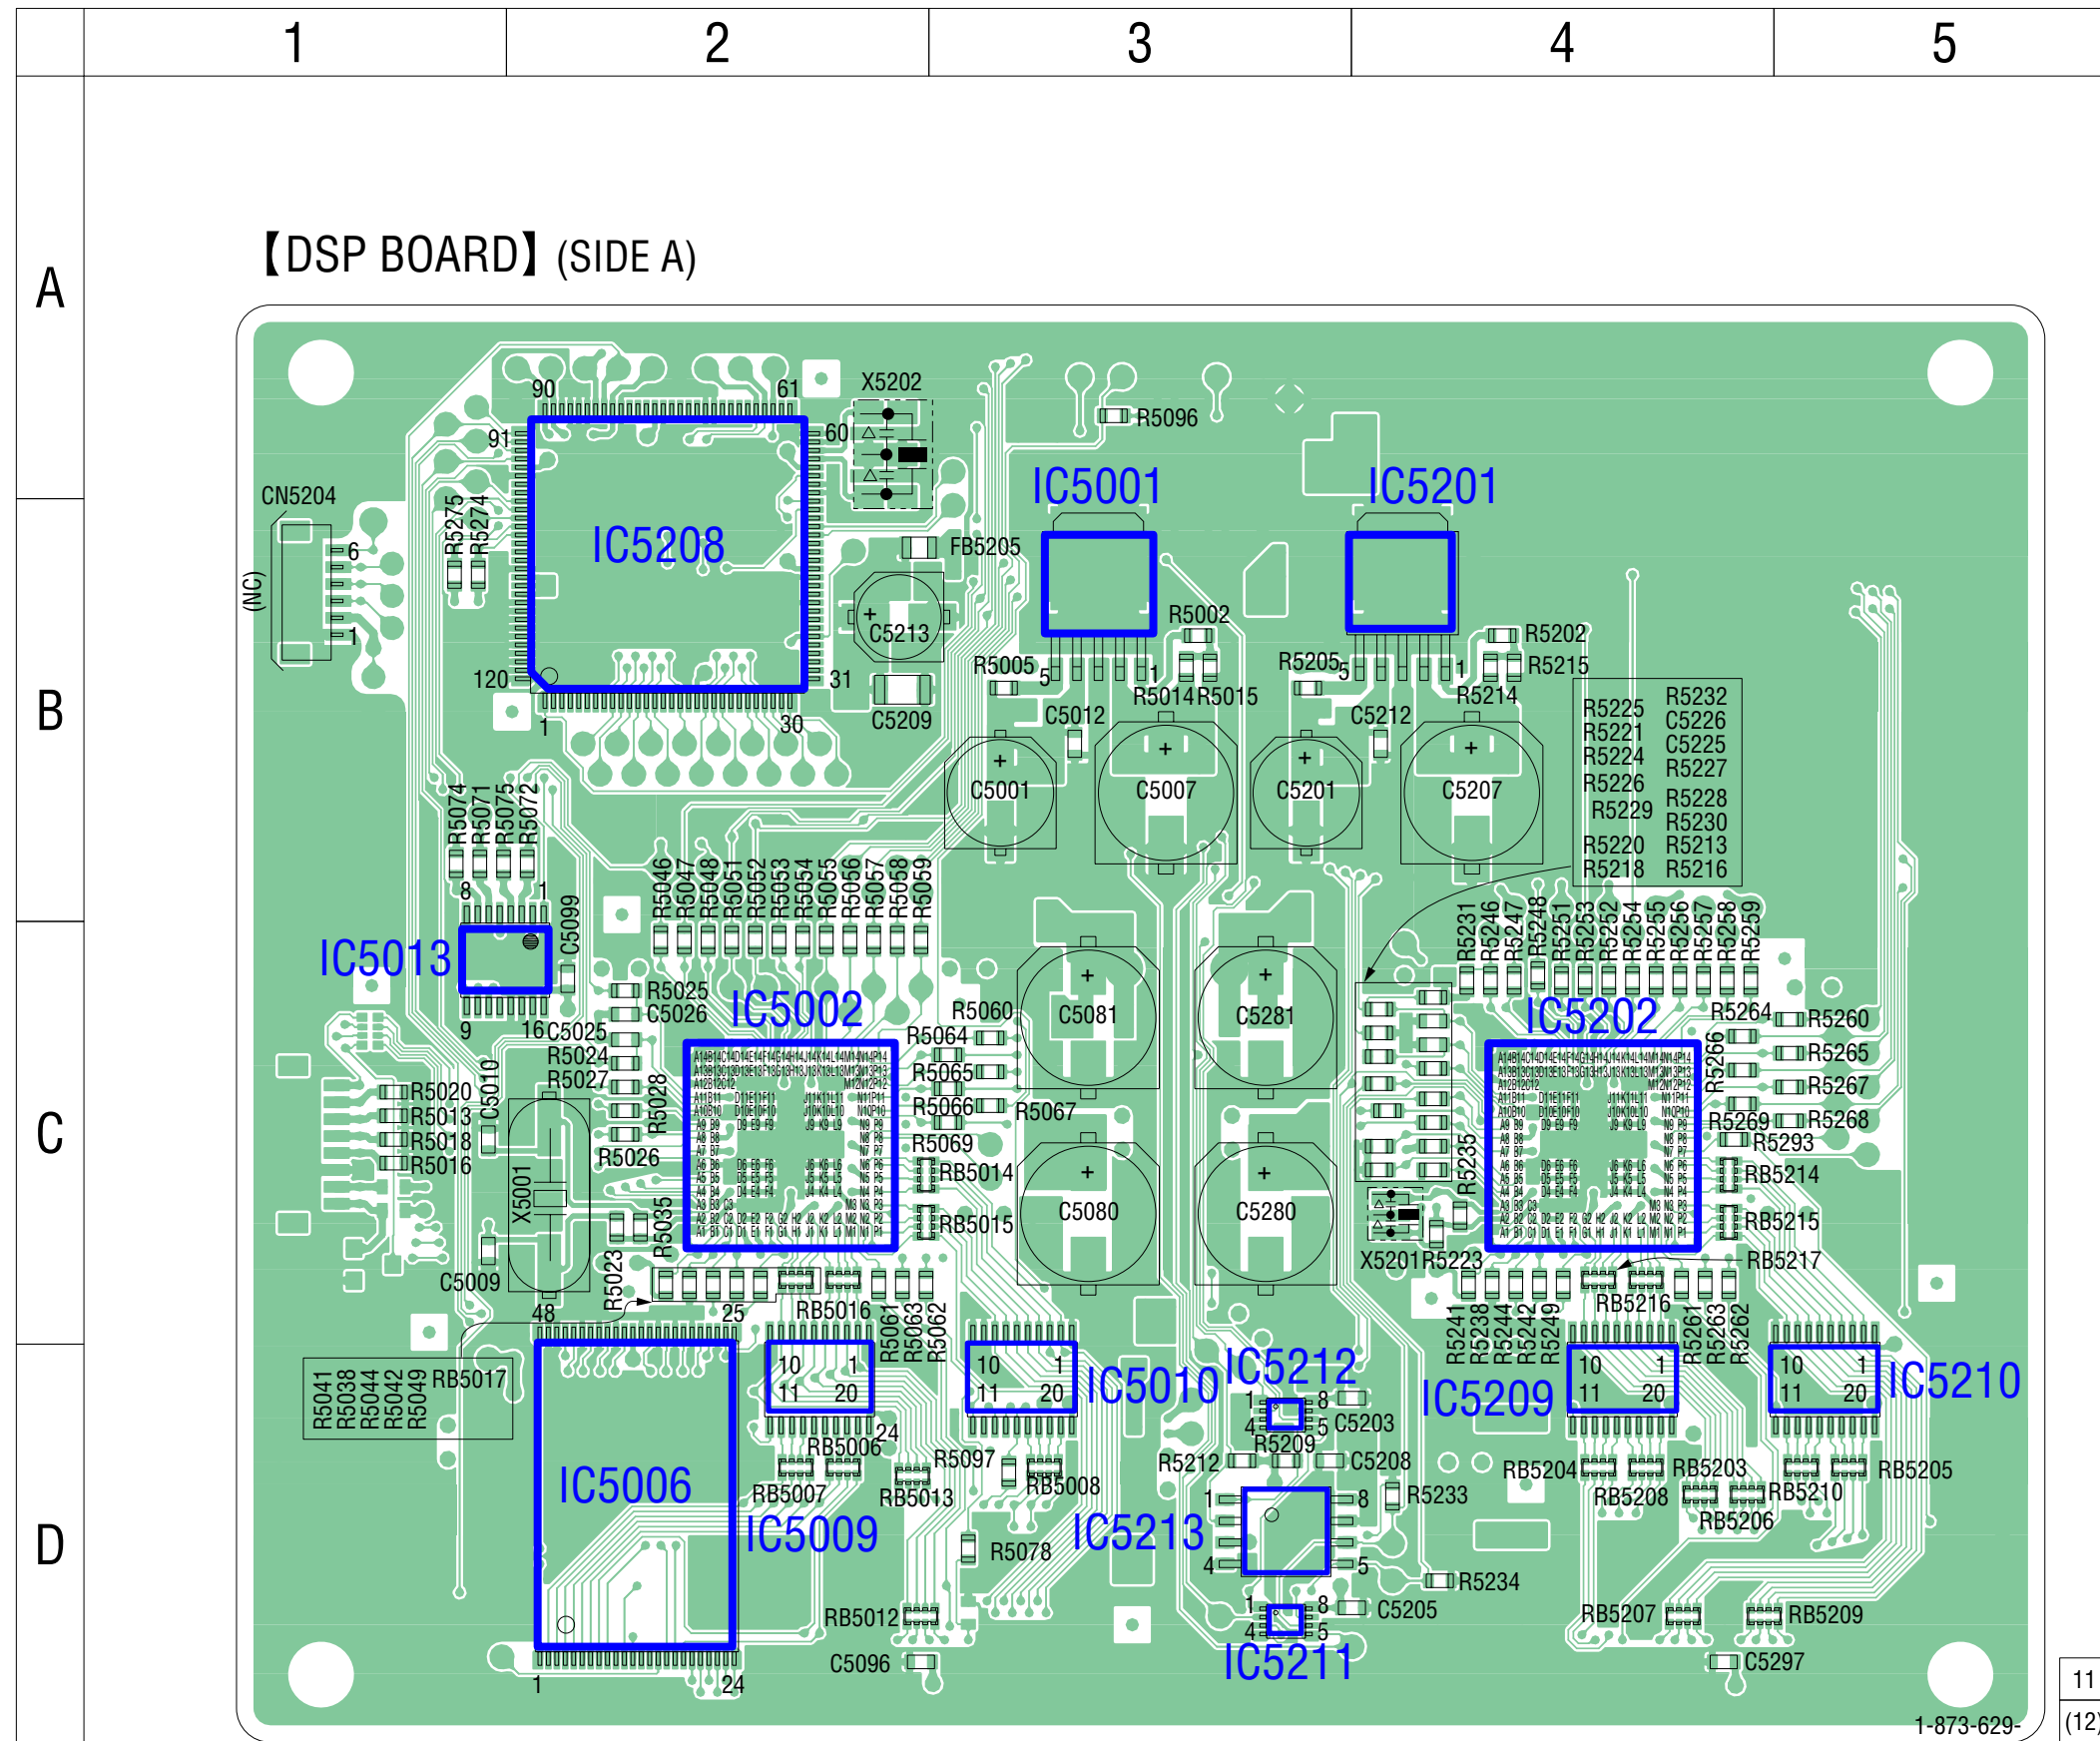 1 2 3 4 5
A
B
C
D
【DSP BOARD】 (SIDE A)
90 61
X5202
91 60
R5096
CN5204
IC5001 IC5201
R5275
R5274
IC5208
6
FB5205
(NC)
C5213
R5002
R5202
1
R5005 5 1
R5205 5 1 R5215
120 31
R5014 R5015
R5214
C5209
C5012 C5212
1 30
R5225 R5232
R5221 C5226
R5224 C5225
R5226 R5227
R5229 R5228
R5230
R5220 R5213
R5218 R5216
C5001 C5007 C5201 C5207
R5074
R5071
R5075
R5072
8 1
R5046
R5047
R5048
R5051
R5052
R5053
R5054
R5055
R5056
R5057
R5058
R5059
C5099
R5231
R5246
R5247
R5248
R5251
R5253
R5252
R5254
R5255
R5256
R5257
R5258
R5259
IC5013
9 16
R5025
C5026
C5025
R5024
R5027
R5028
R5026
IC5002
R5060
R5064
R5065
R5066
R5067
R5069
C5081 C5281
IC5202
R5264
R5260
R5266
R5265
R5267
R5269
R5268
R5293
R5020
R5013
R5018
R5016
C5010
X5001
C5009
R5035
R5023
RB5014
RB5015
C5080 C5280
R5235
X5201 R5223
RB5214
RB5215
RB5217
48 25
RB5016
R5061
R5063
R5062
RB5216
R5241
R5238
R5244
R5242
R5249
R5261
R5263
R5262
R5041
R5038
R5044
R5042
R5049
RB5017
10 1
11 20
10 1
11 20
IC5010
IC5212
1 8
4 5
C5203
IC5209
10 1
11 20
10 1
11 20
IC5210
24
RB5006
RB5007
RB5013
R5097
RB5008
R5209
R5212
C5208
RB5204
RB5203
RB5208
RB5206
RB5210
RB5205
IC5006
IC5009
IC5213
1 8
4 5
R5233
R5078
R5234
RB5012
1 8
4 5
C5205
IC5211
RB5207
RB5209
C5096
C5297
1 24
1-873-629-
11
(12)